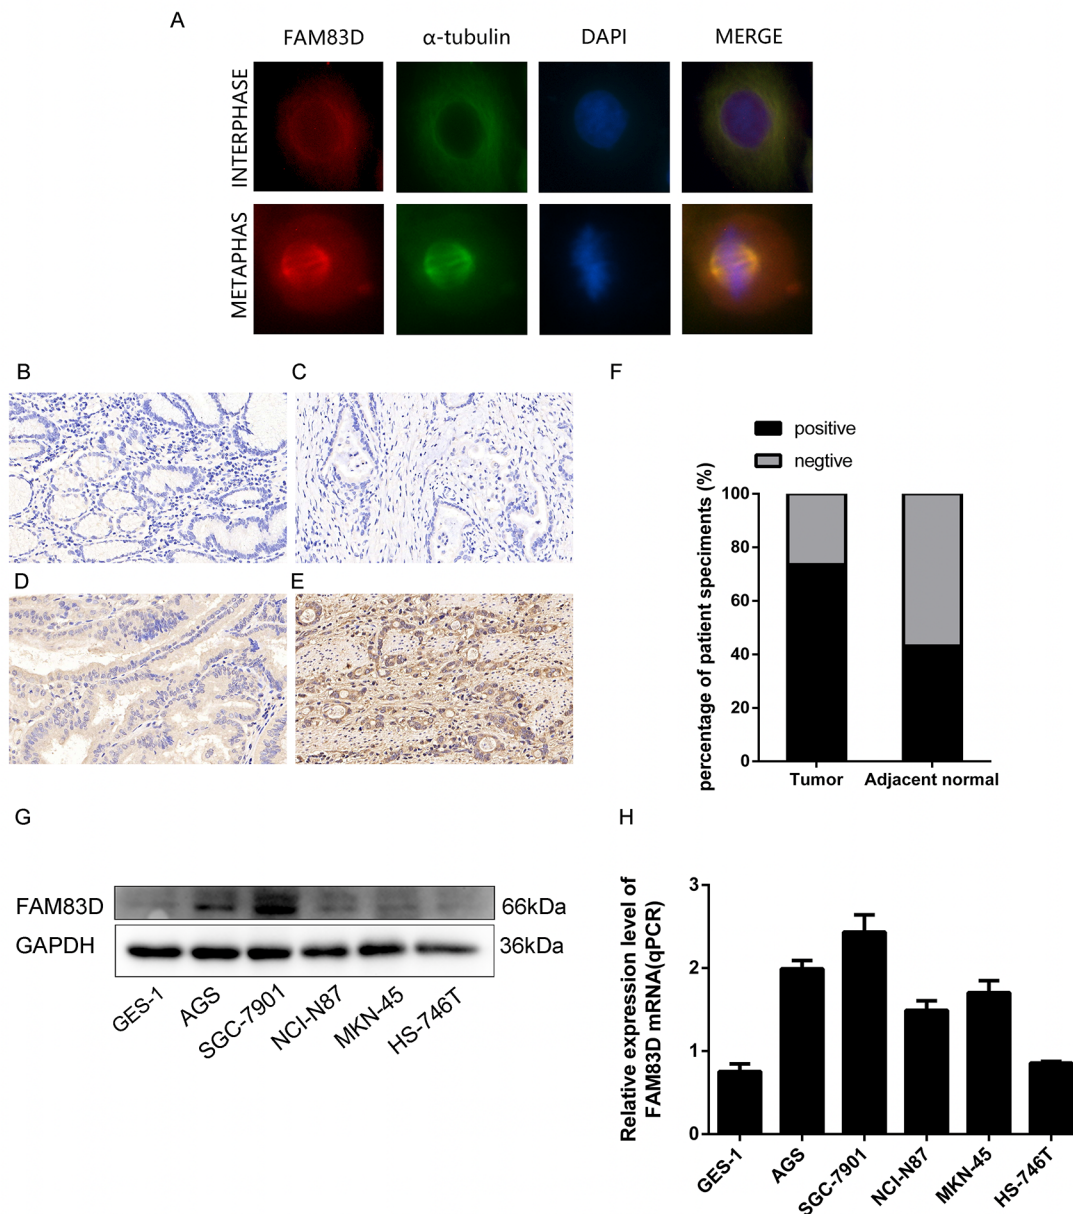 A
FAM83D α-tubulin DAPI MERGE
INTERPHASE
METAPHAS
B
C
D
E
F
positive
negtive
percentage of patient speciments (%)
100
80
60
40
20
0
Tumor Adjacent normal
G
FAM83D 66kDa
GAPDH 36kDa
GES-1 AGS SGC-7901 NCI-N87 MKN-45 HS-746T
H
Relative expression level of
FAM83D mRNA(qPCR)
3
2
1
0
GES-1 AGS SGC-7901 NCI-N87 MKN-45 HS-746T